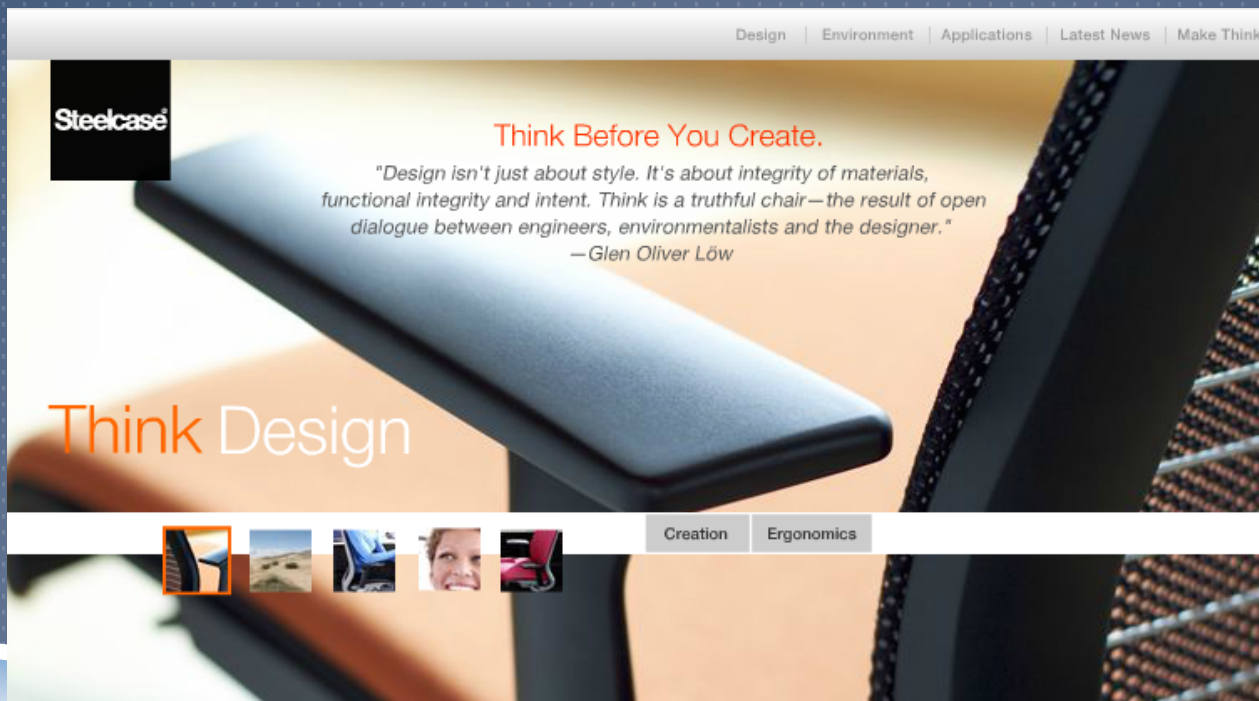 Design | Environment | Applications | Latest News | Make Think
Steelcase®
Think Before You Create.
"Design isn't just about style. It's about integrity of materials,
functional integrity and intent. Think is a truthful chair—the result of open
dialogue between engineers, environmentalists and the designer."
—Glen Oliver Löw
Think Design
Creation
Ergonomics